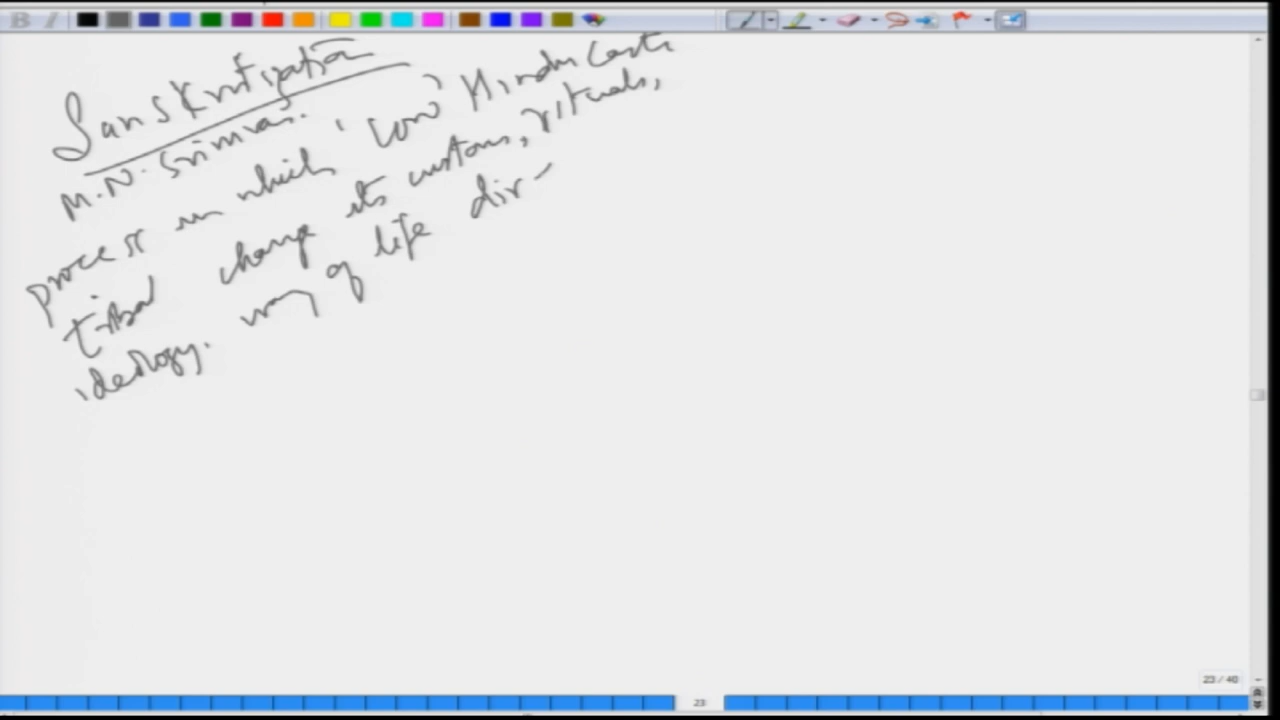 Sanskritization
M.N. Srinivas.
process in which 'low' Hindu Caste
tribal change its customs, rituals,
ideology. way of life dir-
23 / 40
23